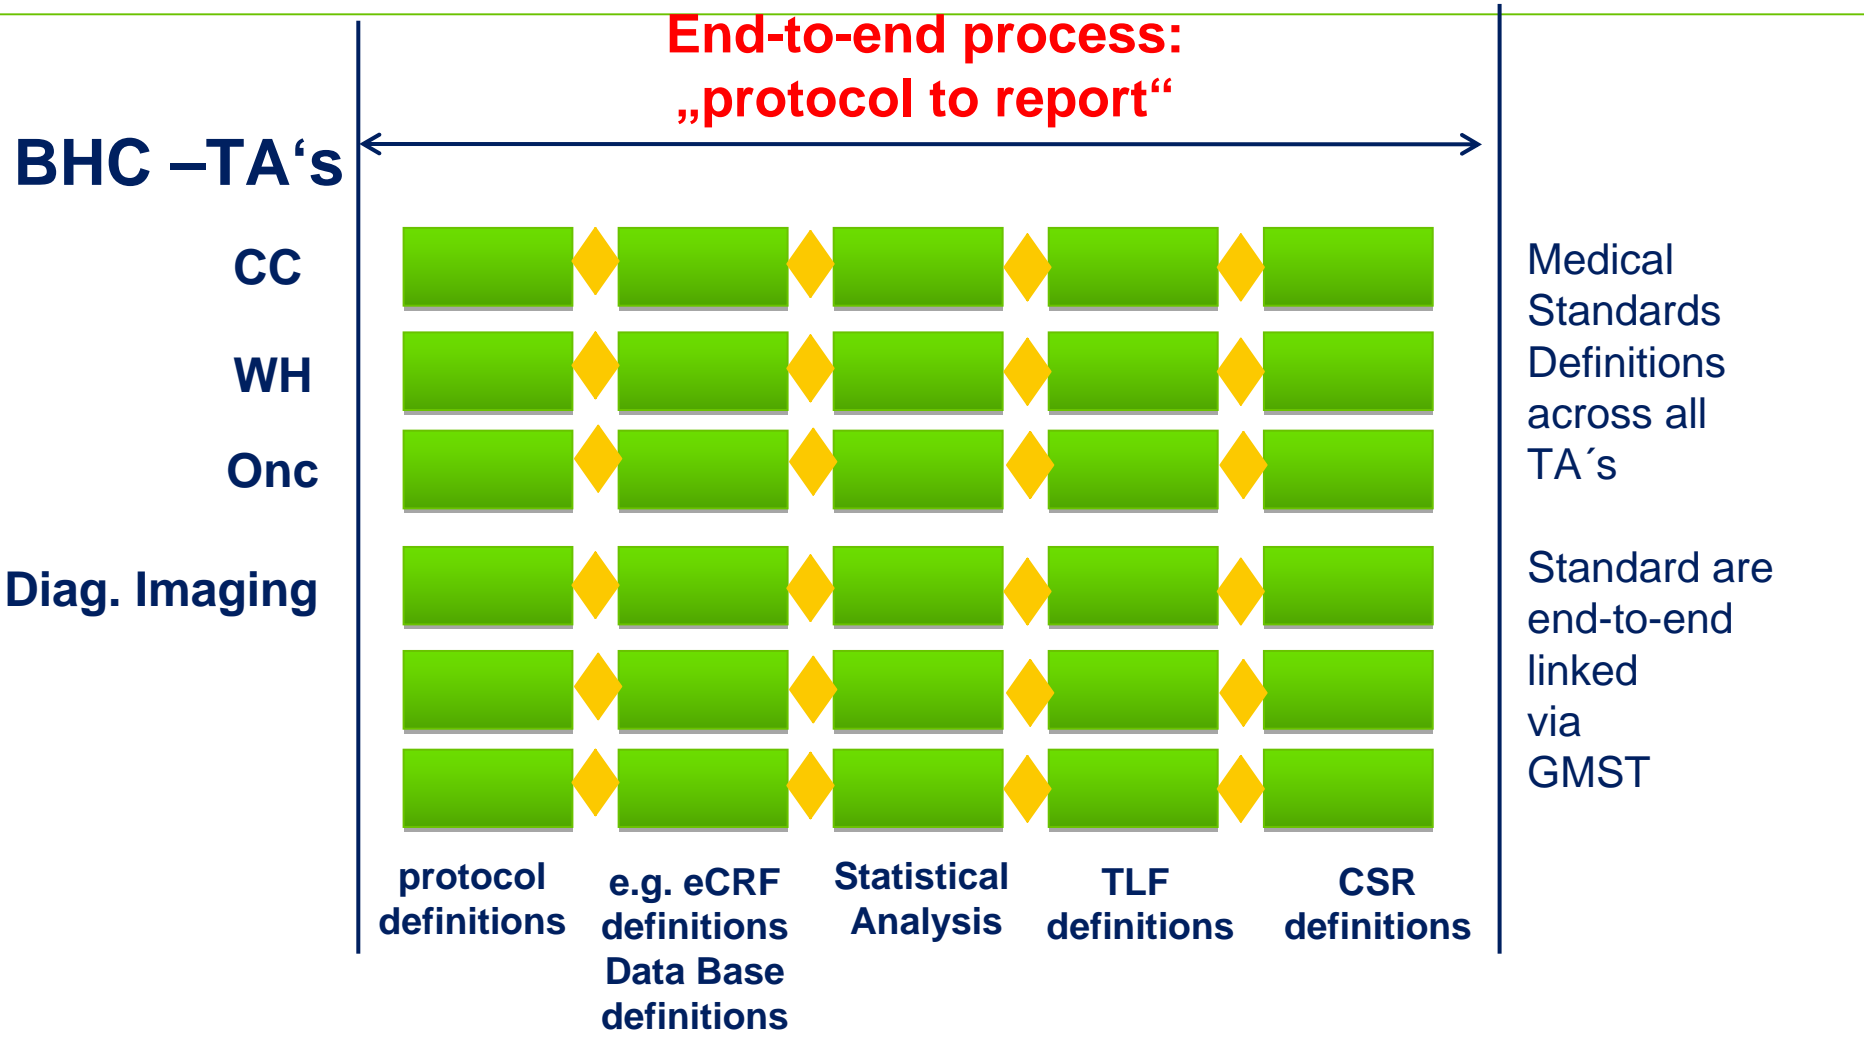 End-to-end process:
„protocol to report“
BHC –TA‘s
CC
WH
Onc
Diag. Imaging
Medical
Standards
Definitions
across all
TA´s
Standard are
end-to-end
linked
via
GMST
protocol
definitions
e.g. eCRF
definitions
Data Base
definitions
Statistical
Analysis
TLF
definitions
CSR
definitions